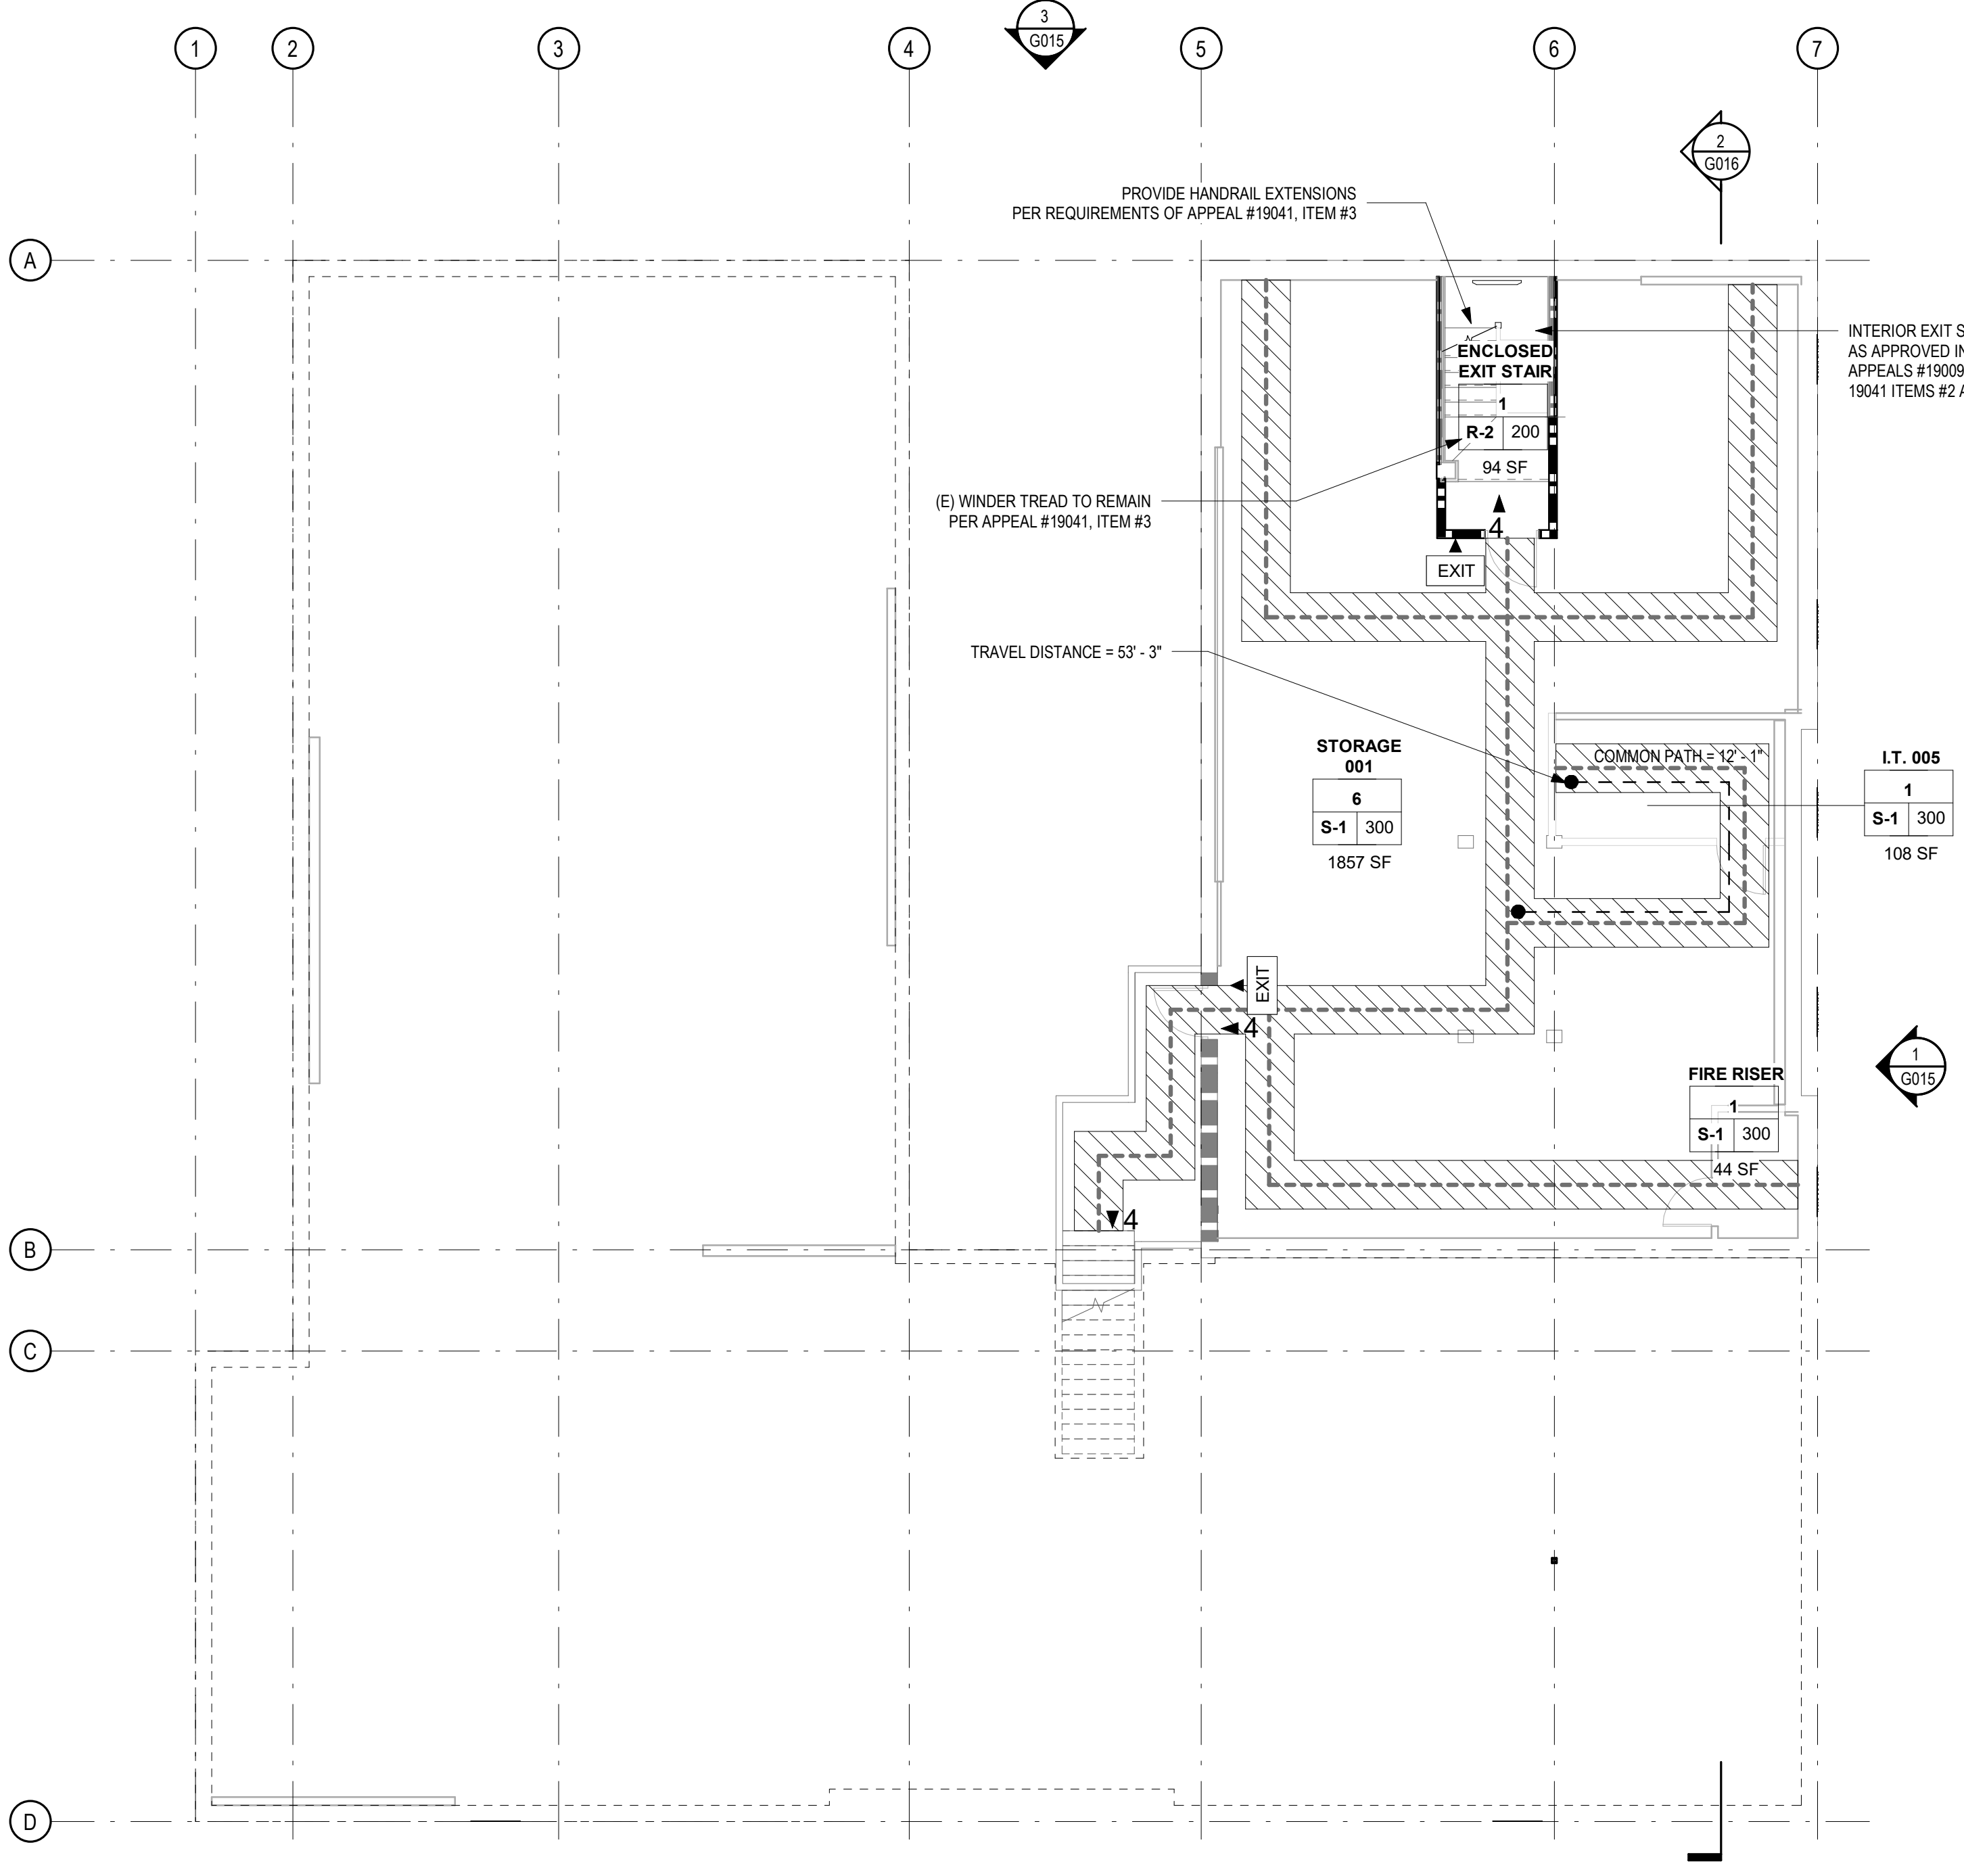 1
2
3
4
3
G015
5
6
7
2
G016
PROVIDE HANDRAIL EXTENSIONS
PER REQUIREMENTS OF APPEAL #19041, ITEM #3
A
INTERIOR EXIT S
AS APPROVED IN
APPEALS #19009
19041 ITEMS #2 A
ENCLOSED
EXIT STAIR
1
R-2 200
94 SF
(E) WINDER TREAD TO REMAIN
PER APPEAL #19041, ITEM #3
4
EXIT
TRAVEL DISTANCE = 53' - 3"
STORAGE
001
6
S-1 300
1857 SF
COMMON PATH = 12' - 1"
I.T. 005
1
S-1 300
108 SF
EXIT
4
FIRE RISER
1
S-1 300
44 SF
1
G015
4
B
C
D